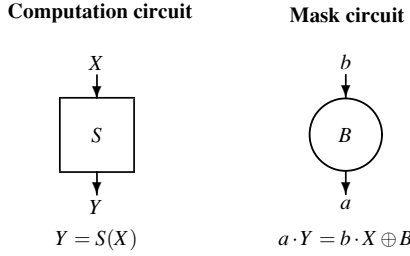 Computation circuit
Mask circuit
X
b
S
B
Y
a
Y = S(X)
a · Y = b · X ⊕ B